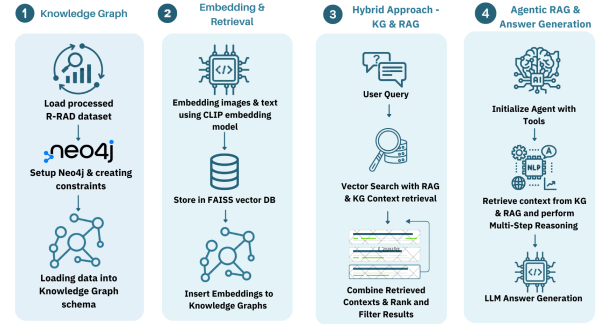 1 Knowledge Graph
Load processed
R-RAD dataset
neo4j
Setup Neo4j & creating
constraints
Loading data into
Knowledge Graph
schema
2 Embedding &
Retrieval
</>
Embedding images & text
using CLIP embedding
model
Store in FAISS vector DB
Insert Embeddings to
Knowledge Graphs
3 Hybrid Approach -
KG & RAG
?
User Query
Vector Search with RAG
& KG Context retrieval
Combine Retrieved
Contexts & Rank and
Filter Results
4 Agentic RAG &
Answer Generation
AI
Initialize Agent with
Tools
A
NLP
Retrieve context from KG
& RAG and perform
Multi-Step Reasoning
</>
LLM Answer Generation